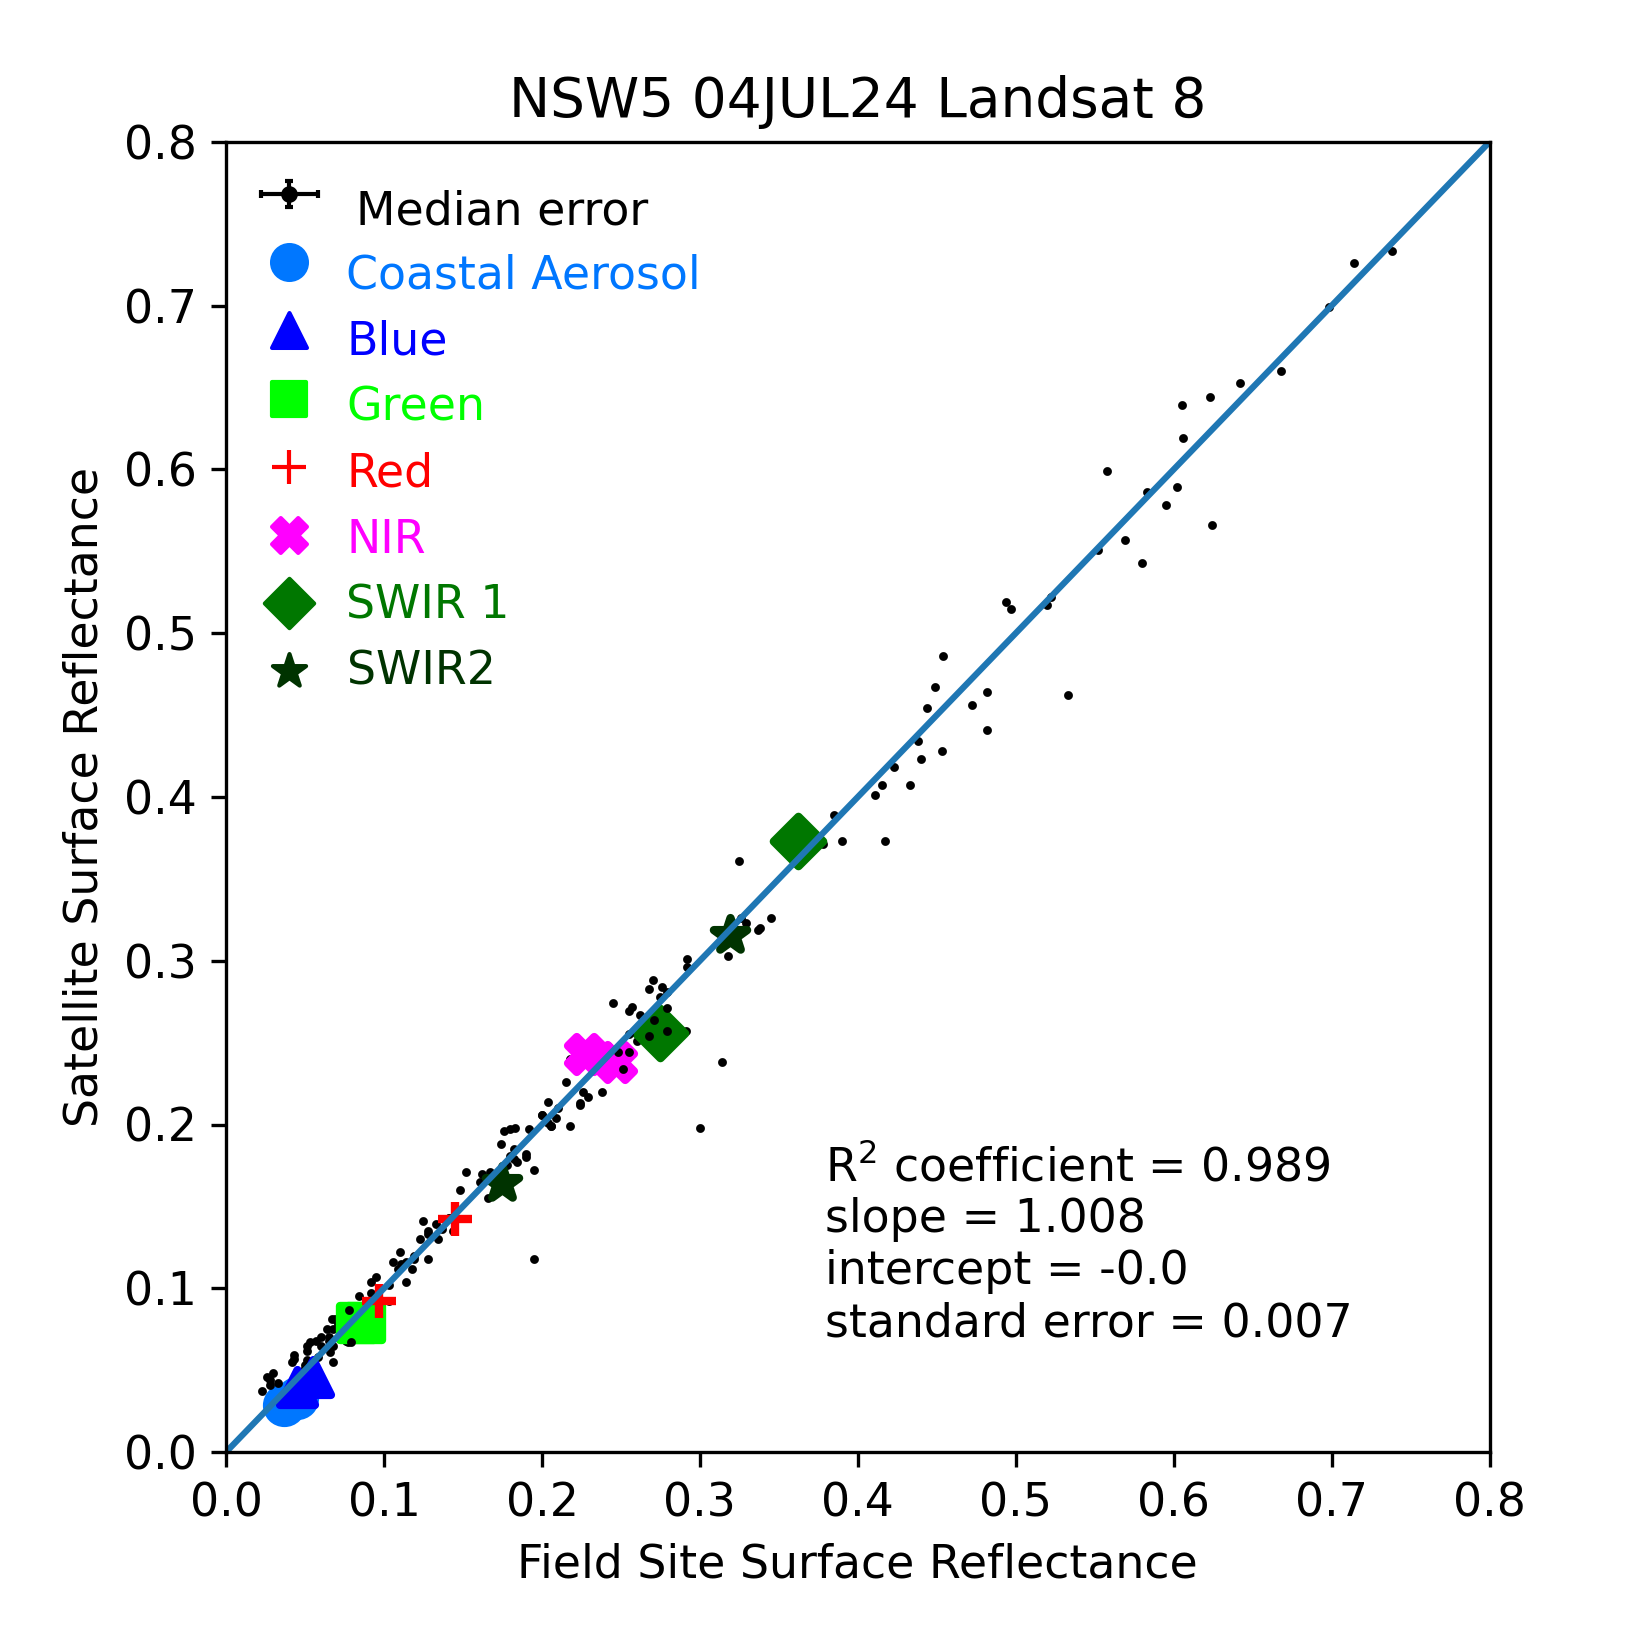 NSW5 04JUL24 Landsat 8
0.8
0.7
0.6
0.5
0.4
0.3
0.2
0.1
0.0
Satellite Surface Reflectance
Median error
Coastal Aerosol
Blue
Green
Red
NIR
SWIR 1
SWIR2
R² coefficient = 0.989
slope = 1.008
intercept = -0.0
standard error = 0.007
0.0 0.1 0.2 0.3 0.4 0.5 0.6 0.7 0.8
Field Site Surface Reflectance